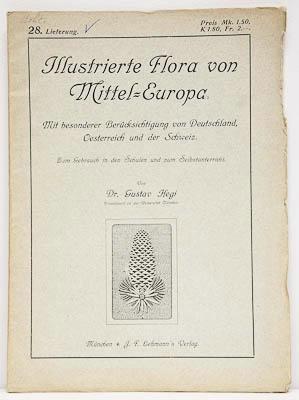 28. Lieferung.
Preis Mk. 1.50,
K 1.80, Fr. 2.—
Illustrierte Flora von
Mittel=Europa.
Mit besonderer Berücksichtigung von Deutschland,
Oesterreich und der Schweiz.
Zum Gebrauch in den Schulen und zum Selbstunterricht.
Von
Dr. Gustav Hegi
München J. F. Lehmann's Verlag.